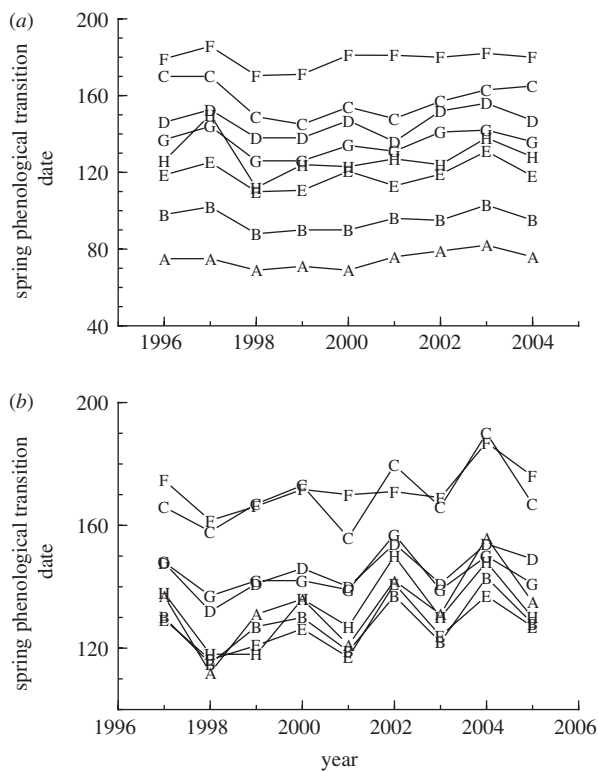 (a)
200
160
120
80
40
spring phenological transition
date
F F F F F F F F F
C C C C C C C C C
D D D D D D D D D
G G G G G G G G G
H H H H H H H H H
E E E E E E E E E
B B B B B B B B B
A A A A A A A A A
1996 1998 2000 2002 2004
(b)
200
160
120
spring phenological transition
date
F F F F F F F F F
C C C C C C C C C
D D D D D D D D D
G G G G G G G G G
H H H H H H H H H
A A A A A A A A A
B B B B B B B B B
E E E E E E E E E
1996 1998 2000 2002 2004 2006
year